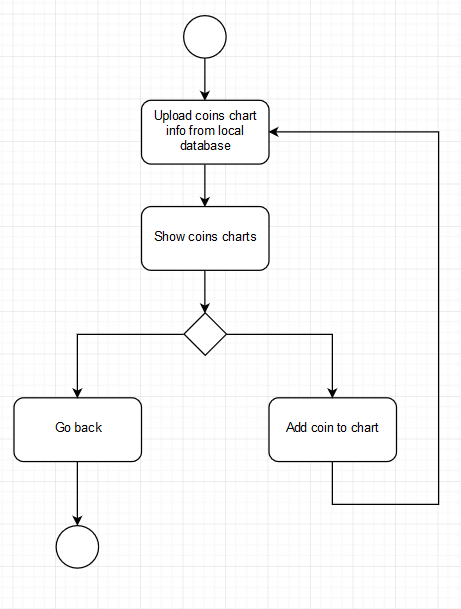 Upload coins chart
info from local
database
Show coins charts
Go back
Add coin to chart